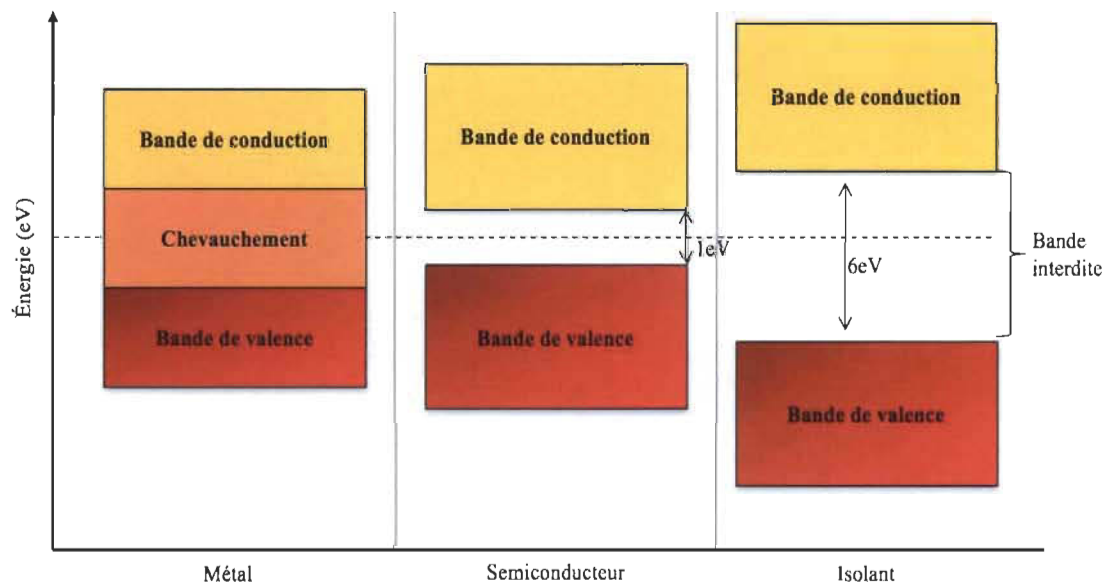 Énergie (eV)
Bande de conduction
Chevauchement
Bande de valence
Bande de conduction
1eV
Bande de valence
Bande de conduction
6eV
Bande
interdite
Bande de valence
Métal
Semiconducteur
Isolant